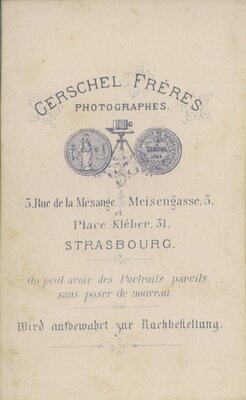 GERSCHEL FRÈRES
PHOTOGRAPHES.
3, Rue de la Mésange Meisengasse, 3.
et
Place Kléber, 31,
STRASBOURG.
On peut avoir des Portraits pareils
sans poser de nouveau
Wird aufbewahrt zur Nachbestellung.